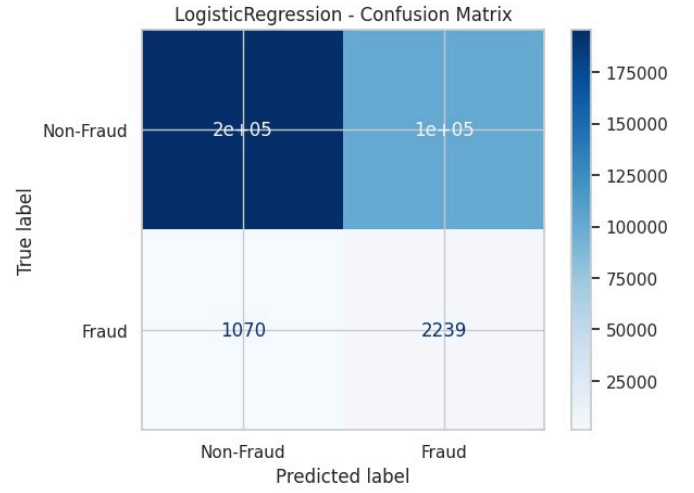 LogisticRegression - Confusion Matrix
Non-Fraud
2e+05
1e+05
Fraud
1070
2239
Non-Fraud
Fraud
Predicted label
True label
175000
150000
125000
100000
75000
50000
25000